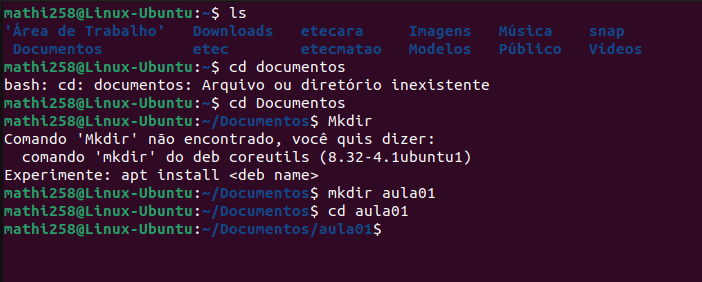 mathi258@Linux-Ubuntu:~$ ls
'Área de Trabalho'   Downloads   etecara     Imagens   Música    snap
 Documentos          etec        etecmatao   Modelos   Público   Vídeos
mathi258@Linux-Ubuntu:~$ cd documentos
bash: cd: documentos: Arquivo ou diretório inexistente
mathi258@Linux-Ubuntu:~$ cd Documentos
mathi258@Linux-Ubuntu:~/Documentos$ Mkdir
Comando 'Mkdir' não encontrado, você quis dizer:
  comando 'mkdir' do deb coreutils (8.32-4.1ubuntu1)
Experimente: apt install <deb name>
mathi258@Linux-Ubuntu:~/Documentos$ mkdir aula01
mathi258@Linux-Ubuntu:~/Documentos$ cd aula01
mathi258@Linux-Ubuntu:~/Documentos/aula01$